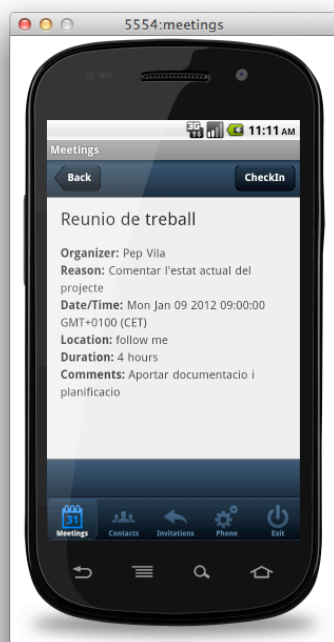 5554:meetings
3G
11:11 AM
Meetings
Back
CheckIn
Reunio de treball
Organizer: Pep Vila
Reason: Comentar l'estat actual del
projecte
Date/Time: Mon Jan 09 2012 09:00:00
GMT+0100 (CET)
Location: follow me
Duration: 4 hours
Comments: Aportar documentacio i
planificacio
31
Meetings
Contacts
Invitations
Phone
Exit